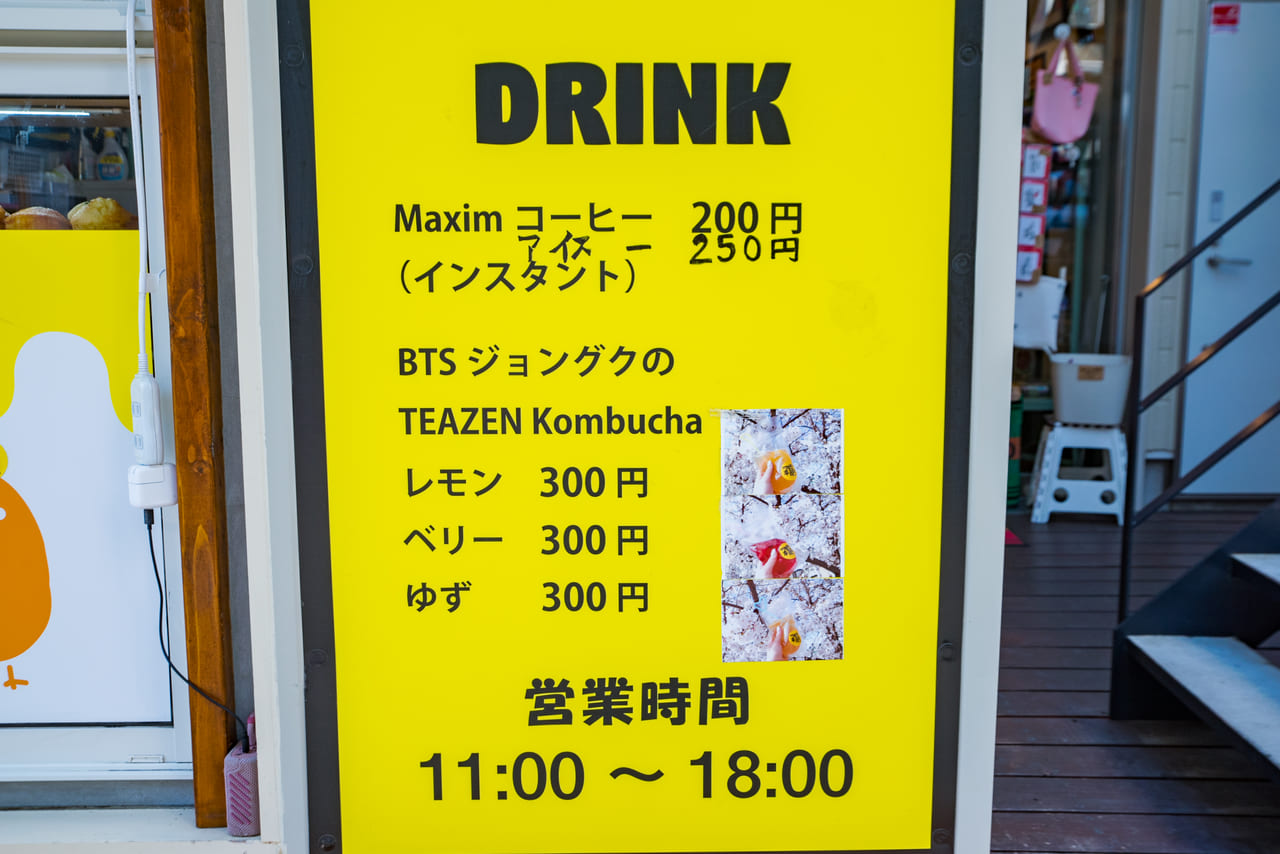 DRINK
Maxim コーヒー 200円
アイス ー 250円
（インスタント）
BTS ジョングクの
TEAZEN Kombucha
レモン 300円
ベリー 300円
ゆず 300円
営業時間
11:00 〜 18:00